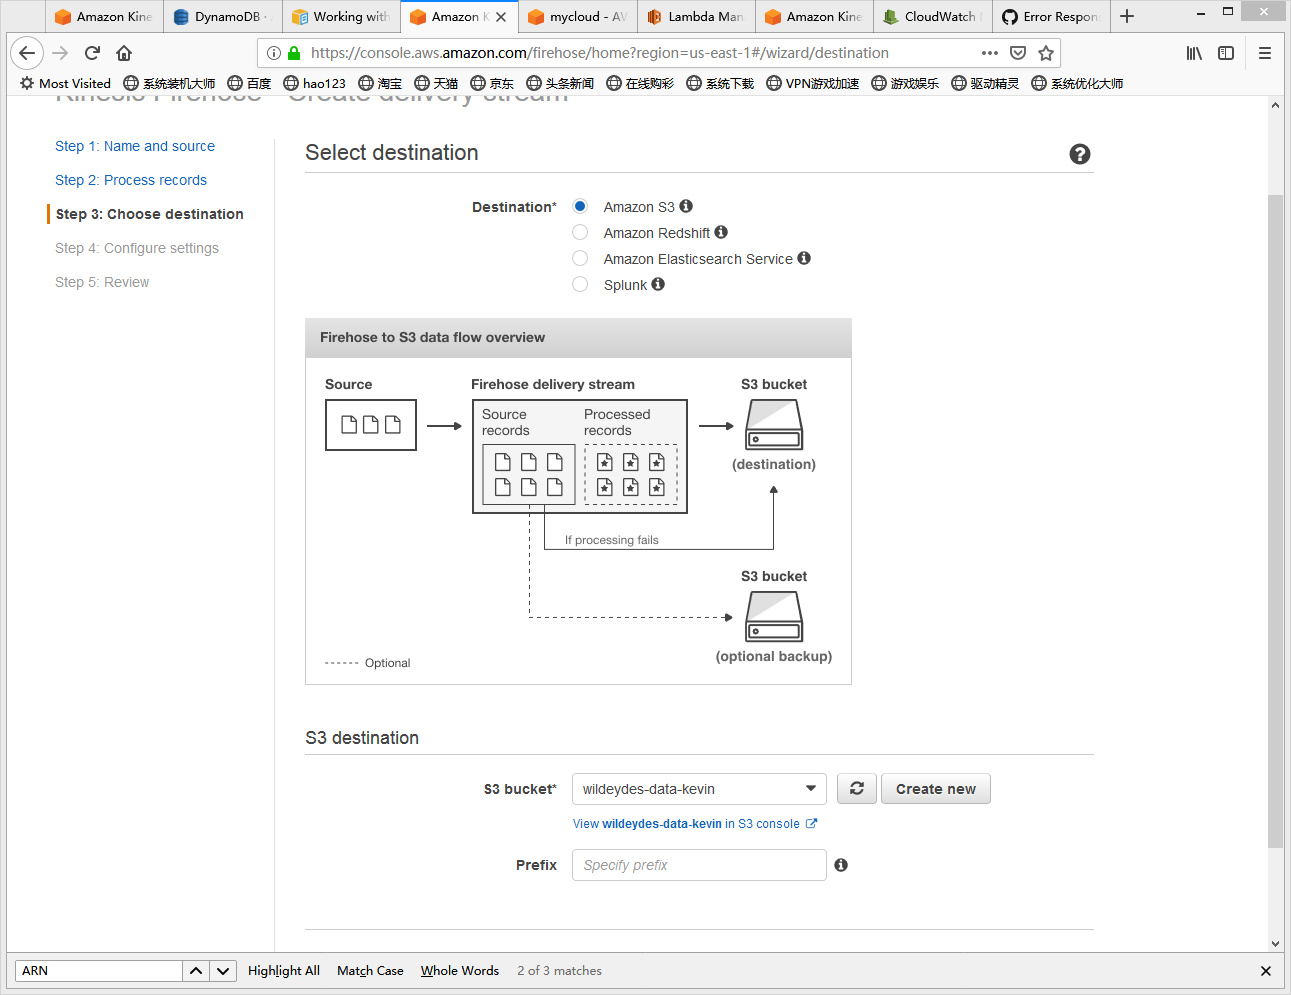 Amazon Kine
DynamoDB ·
Working with
Amazon K
mycloud - AW
Lambda Man
Amazon Kine
CloudWatch
Error Respon
https://console.aws.amazon.com/firehose/home?region=us-east-1#/wizard/destination
Most Visited
系统装机大师
百度
hao123
淘宝
天猫
京东
头条新闻
在线购彩
系统下载
VPN游戏加速
游戏娱乐
驱动精灵
系统优化大师
Kinesis Firehose - Create delivery stream
Step 1: Name and source
Step 2: Process records
Step 3: Choose destination
Step 4: Configure settings
Step 5: Review
Select destination
Destination*
Amazon S3
Amazon Redshift
Amazon Elasticsearch Service
Splunk
Firehose to S3 data flow overview
Source
Firehose delivery stream
S3 bucket
Source
records
Processed
records
(destination)
If processing fails
S3 bucket
(optional backup)
Optional
S3 destination
S3 bucket*
wildeydes-data-kevin
Create new
View wildeydes-data-kevin in S3 console
Prefix
Specify prefix
ARN
Highlight All
Match Case
Whole Words
2 of 3 matches